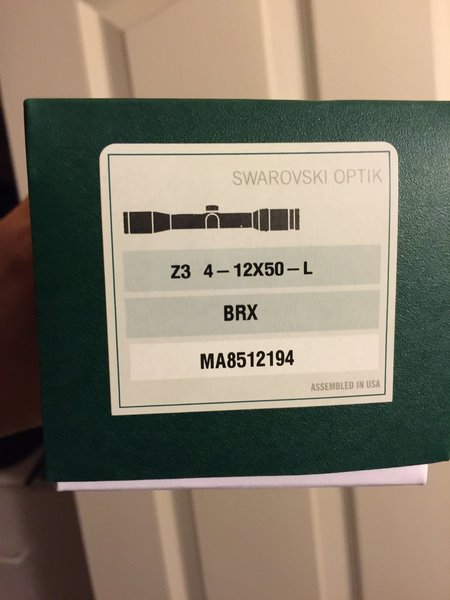 SWAROVSKI OPTIK
Z3 4-12X50-L
BRX
MA8512194
ASSEMBLED IN USA